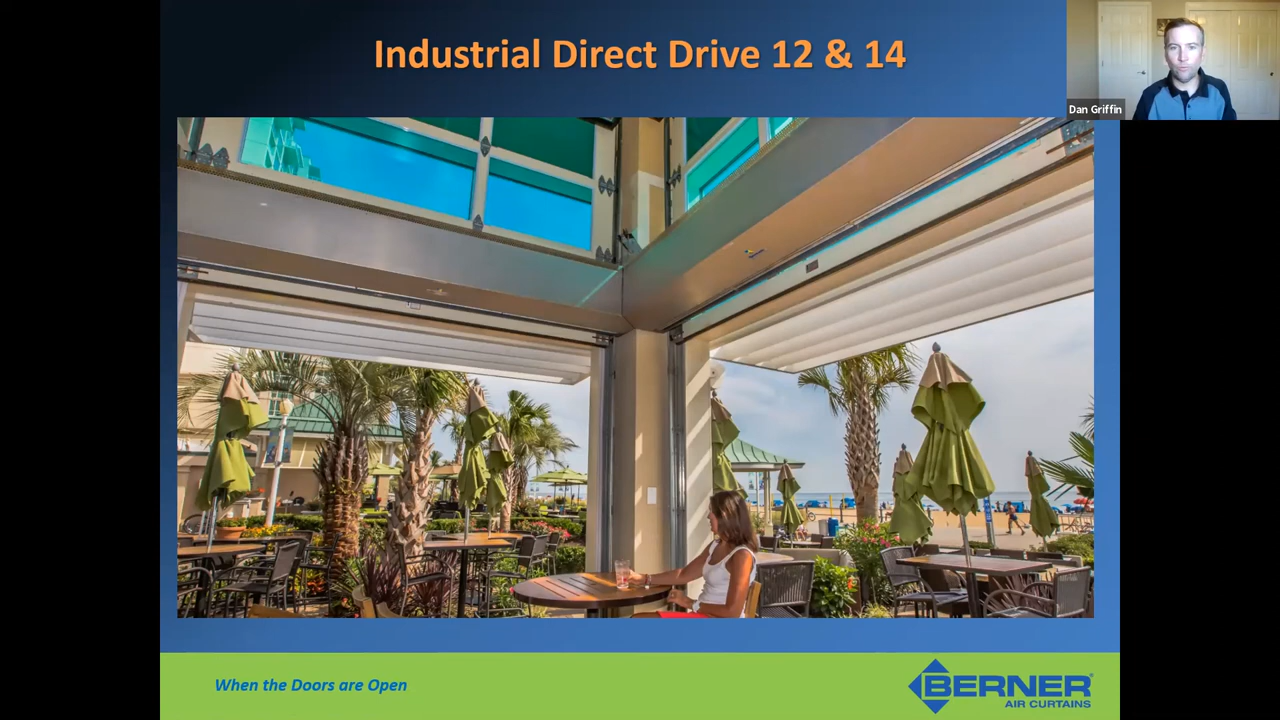 Industrial Direct Drive 12 & 14
Dan Griffin
When the Doors are Open
BERNER®
AIR CURTAINS